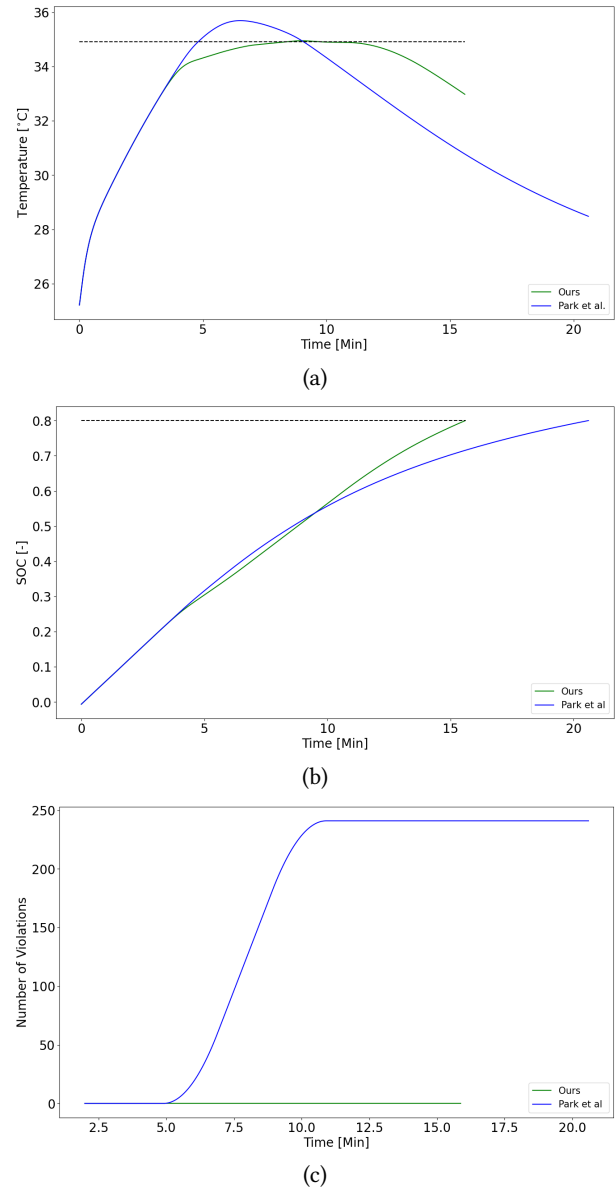 36
34
32
30
28
26
Temperature [°C]
Ours
Park et al.
0
5
10
15
20
Time [Min]
(a)
0.8
0.7
0.6
0.5
0.4
0.3
0.2
0.1
0.0
SOC [-]
Ours
Park et al
0
5
10
15
20
Time [Min]
(b)
250
200
150
100
50
0
Number of Violations
Ours
Park et al
2.5
5.0
7.5
10.0
12.5
15.0
17.5
20.0
Time [Min]
(c)